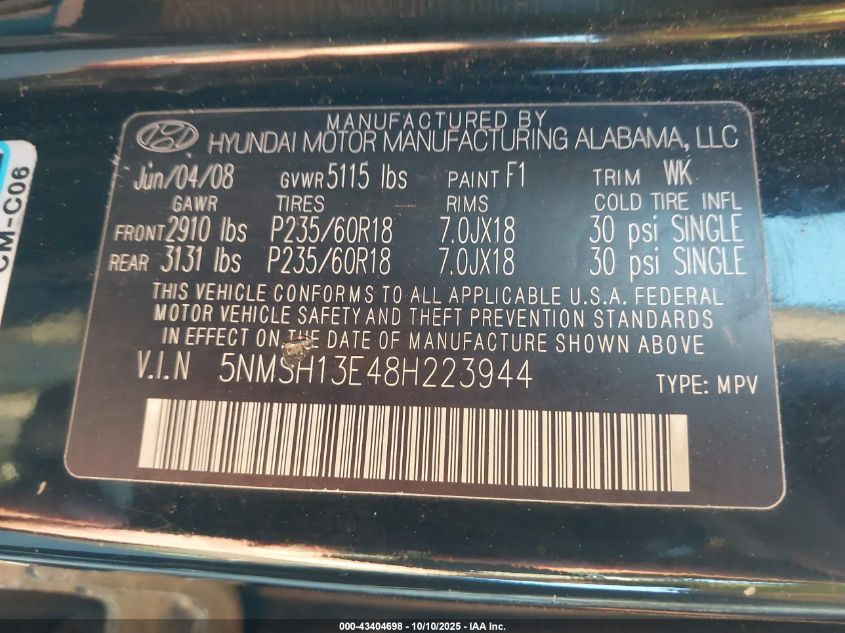 MANUFACTURED BY
HYUNDAI MOTOR MANUFACTURING ALABAMA, LLC
Jun/04/08 GVWR 5115 lbs PAINT F1 TRIM WK
GAWR TIRES RIMS COLD TIRE INFL
FRONT 2910 lbs P235/60R18 7.0JX18 30 psi SINGLE
REAR 3131 lbs P235/60R18 7.0JX18 30 psi SINGLE
THIS VEHICLE CONFORMS TO ALL APPLICABLE U.S.A. FEDERAL
MOTOR VEHICLE SAFETY AND THEFT PREVENTION STANDARDS
IN EFFECT ON THE DATE OF MANUFACTURE SHOWN ABOVE
V.I.N 5NMSH13E48H223944 TYPE: MPV
CM-C06
000-43404698 - 10/10/2025 - IAA Inc.